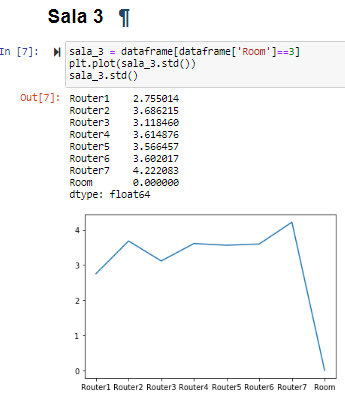 Sala 3 ¶
In [7]:
sala_3 = dataframe[dataframe['Room']==3]
plt.plot(sala_3.std())
sala_3.std()
Out[7]:
Router1 2.755014
Router2 3.686215
Router3 3.118460
Router4 3.614876
Router5 3.566457
Router6 3.602017
Router7 4.222083
Room 0.000000
dtype: float64
4
3
2
1
0
Router1 Router2 Router3 Router4 Router5 Router6 Router7 Room